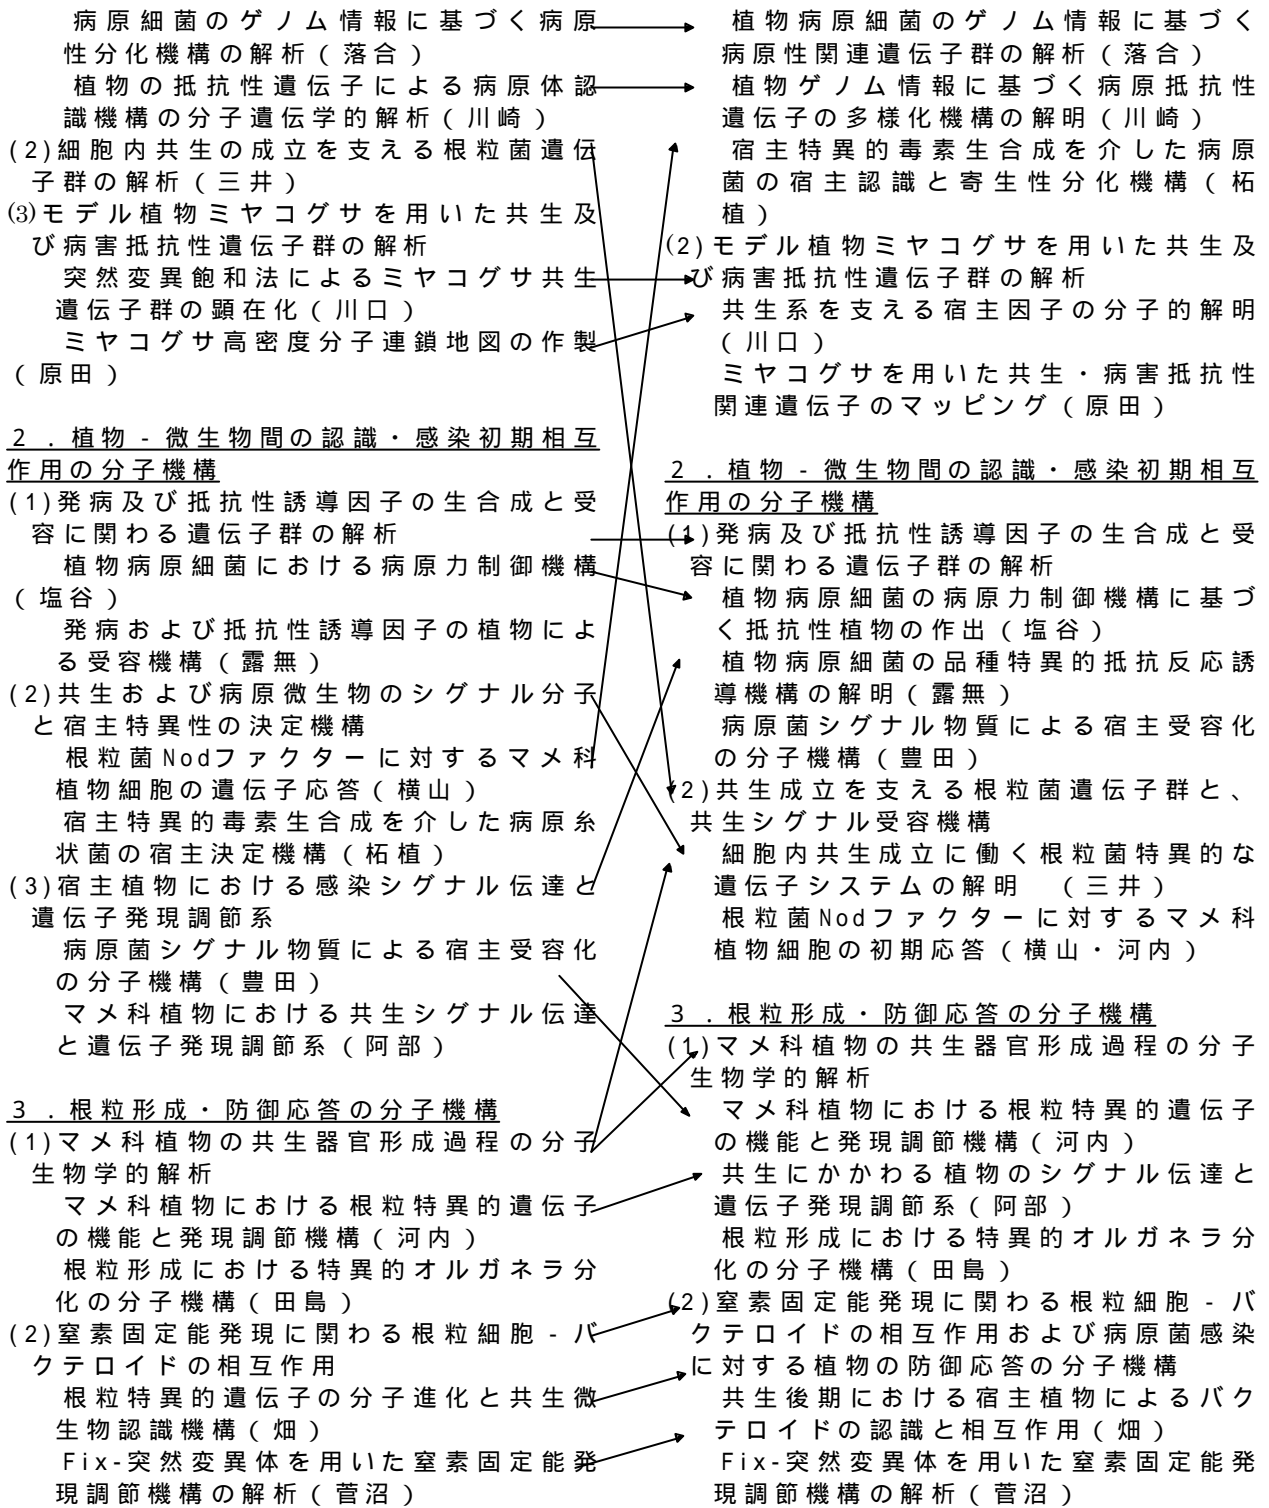 病原細菌のゲノム情報に基づく病原
性分化機構の解析(落合)
植物の抵抗性遺伝子による病原体認
識機構の分子遺伝学的解析(川崎)
(2)細胞内共生の成立を支える根粒菌遺伝
子群の解析(三井)
(3)モデル植物ミヤコグサを用いた共生及
び病害抵抗性遺伝子群の解析
突然変異飽和法によるミヤコグサ共生
遺伝子群の顕在化(川口)
ミヤコグサ高密度分子連鎖地図の作製
(原田)
2.植物-微生物間の認識・感染初期相互
作用の分子機構
(1)発病及び抵抗性誘導因子の生合成と受
容に関わる遺伝子群の解析
植物病原細菌における病原力制御機構
(塩谷)
発病および抵抗性誘導因子の植物によ
る受容機構(露無)
(2)共生および病原微生物のシグナル分子
と宿主特異性の決定機構
根粒菌Nodファクターに対するマメ科
植物細胞の遺伝子応答(横山)
宿主特異的毒素生合成を介した病原糸
状菌の宿主決定機構(柘植)
(3)宿主植物における感染シグナル伝達と
遺伝子発現調節系
病原菌シグナル物質による宿主受容化
の分子機構(豊田)
マメ科植物における共生シグナル伝達
と遺伝子発現調節系(阿部)
3.根粒形成・防御応答の分子機構
(1)マメ科植物の共生器官形成過程の分子
生物学的解析
マメ科植物における根粒特異的遺伝子
の機能と発現調節機構(河内)
根粒形成における特異的オルガネラ分
化の分子機構(田島)
(2)窒素固定能発現に関わる根粒細胞-バ
クテロイドの相互作用
根粒特異的遺伝子の分子進化と共生微
生物認識機構(畑)
Fix-突然変異体を用いた窒素固定能発
現調節機構の解析(菅沼)
植物病原細菌のゲノム情報に基づく
病原性関連遺伝子群の解析(落合)
植物ゲノム情報に基づく病原抵抗性
遺伝子の多様化機構の解明(川崎)
宿主特異的毒素生合成を介した病原
菌の宿主認識と寄生性分化機構(柘
植)
(2)モデル植物ミヤコグサを用いた共生及
び病害抵抗性遺伝子群の解析
共生系を支える宿主因子の分子的解明
(川口)
ミヤコグサを用いた共生・病害抵抗性
関連遺伝子のマッピング(原田)
2.植物-微生物間の認識・感染初期相互
作用の分子機構
(1)発病及び抵抗性誘導因子の生合成と受
容に関わる遺伝子群の解析
植物病原細菌の病原力制御機構に基づ
く抵抗性植物の作出(塩谷)
植物病原細菌の品種特異的抵抗反応誘
導機構の解明(露無)
病原菌シグナル物質による宿主受容化
の分子機構(豊田)
(2)共生成立を支える根粒菌遺伝子群と、
共生シグナル受容機構
細胞内共生成立に働く根粒菌特異的な
遺伝子システムの解明 (三井)
根粒菌Nodファクターに対するマメ科
植物細胞の初期応答(横山・河内)
3.根粒形成・防御応答の分子機構
(1)マメ科植物の共生器官形成過程の分子
生物学的解析
マメ科植物における根粒特異的遺伝子
の機能と発現調節機構(河内)
共生にかかわる植物のシグナル伝達と
遺伝子発現調節系(阿部)
根粒形成における特異的オルガネラ分
化の分子機構(田島)
(2)窒素固定能発現に関わる根粒細胞-バ
クテロイドの相互作用および病原菌感染
に対する植物の防御応答の分子機構
共生後期における宿主植物によるバク
テロイドの認識と相互作用(畑)
Fix-突然変異体を用いた窒素固定能発
現調節機構の解析(菅沼)